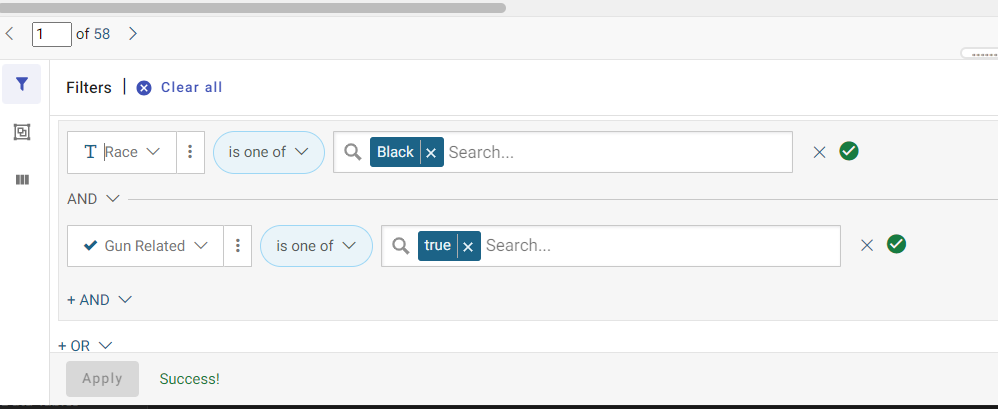 1 of 58
Filters Clear all
T Race is one of Black Search...
AND
Gun Related is one of true Search...
+ AND
+ OR
Apply Success!